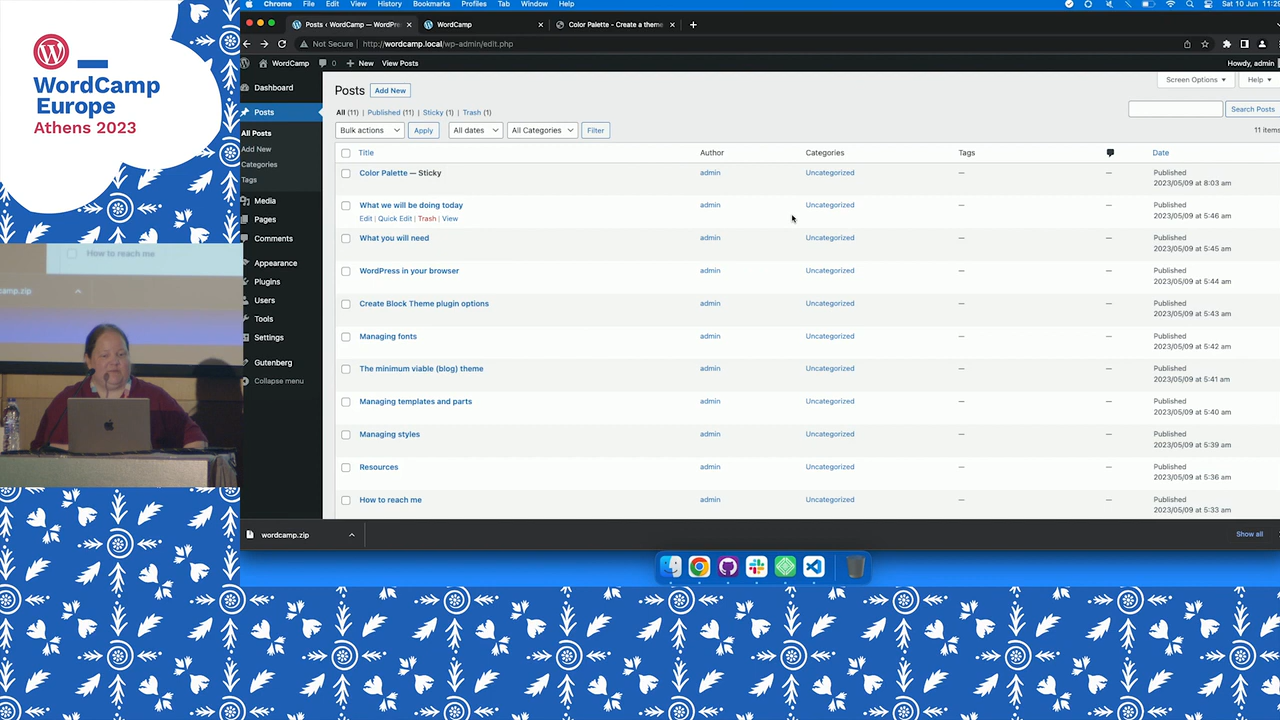 WordCamp
Europe
Athens 2023
How to reach me
camp.zip
Chrome File Edit View History Bookmarks Profiles Tab Window Help
Sat 10 Jun 11:29
Posts ‹ WordCamp — WordPre
WordCamp
Color Palette - Create a theme
Not Secure http://wordcamp.local/wp-admin/edit.php
WordCamp 0 New View Posts
Howdy, admin
Dashboard
Posts
All Posts
Add New
Categories
Tags
Media
Pages
Comments
Appearance
Plugins
Users
Tools
Settings
Gutenberg
Collapse menu
Screen Options Help
Posts Add New
All (11) | Published (11) | Sticky (1) | Trash (1)
Search Posts
Bulk actions Apply All dates All Categories Filter
11 items
Title Author Categories Tags Date
Color Palette — Sticky admin Uncategorized — — Published
2023/05/09 at 8:03 am
What we will be doing today admin Uncategorized — — Published
Edit | Quick Edit | Trash | View 2023/05/09 at 5:46 am
What you will need admin Uncategorized — — Published
2023/05/09 at 5:45 am
WordPress in your browser admin Uncategorized — — Published
2023/05/09 at 5:44 am
Create Block Theme plugin options admin Uncategorized — — Published
2023/05/09 at 5:43 am
Managing fonts admin Uncategorized — — Published
2023/05/09 at 5:42 am
The minimum viable (blog) theme admin Uncategorized — — Published
2023/05/09 at 5:41 am
Managing templates and parts admin Uncategorized — — Published
2023/05/09 at 5:40 am
Managing styles admin Uncategorized — — Published
2023/05/09 at 5:39 am
Resources admin Uncategorized — — Published
2023/05/09 at 5:36 am
How to reach me admin Uncategorized — — Published
2023/05/09 at 5:33 am
wordcamp.zip
Show all